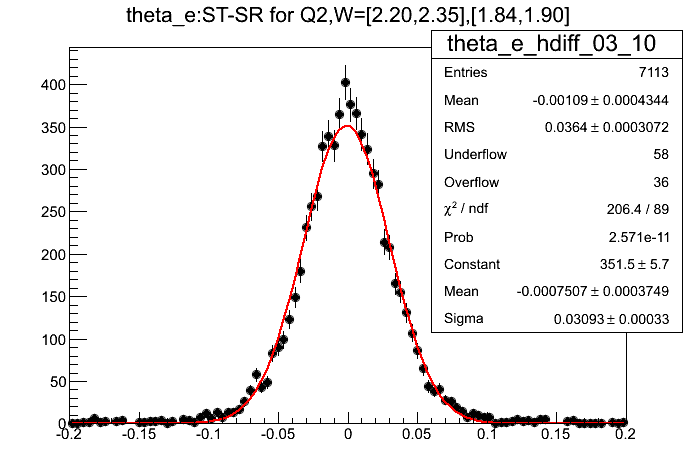 theta_e:ST-SR for Q2,W=[2.20,2.35],[1.84,1.90]
theta_e_hdiff_03_10
Entries 7113
Mean -0.00109 ± 0.0004344
RMS 0.0364 ± 0.0003072
Underflow 58
Overflow 36
χ² / ndf 206.4 / 89
Prob 2.571e-11
Constant 351.5 ± 5.7
Mean -0.0007507 ± 0.0003749
Sigma 0.03093 ± 0.00033
400
350
300
250
200
150
100
50
0
-0.2 -0.15 -0.1 -0.05 0 0.05 0.1 0.15 0.2